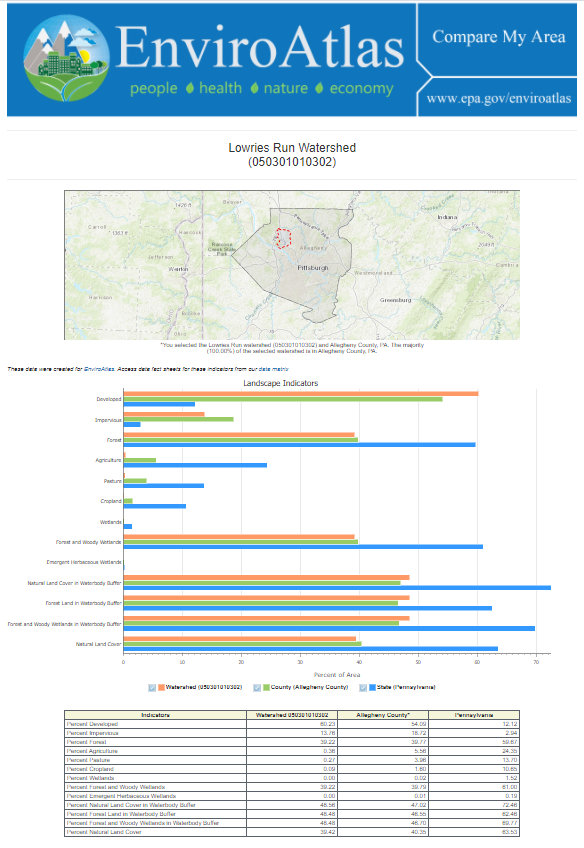 EnviroAtlas
people health nature economy
Compare My Area
www.epa.gov/enviroatlas
Lowries Run Watershed
(050301010302)
Beaver
Indiana
Carroll
Hancock
Jefferson
Allegheny
Weirton
Pittsburgh
Westmoreland
Cambria
Greensburg
Harrison
Ohio
*You selected the Lowries Run watershed (050301010302) and Allegheny County, PA. The majority
(100.00%) of the selected watershed is in Allegheny County, PA.
These data were created for EnviroAtlas. Access data fact sheets for these indicators from our data matrix
Landscape Indicators
Developed
Impervious
Forest
Agriculture
Pasture
Cropland
Wetlands
Forest and Woody Wetlands
Emergent Herbaceous Wetlands
Natural Land Cover in Waterbody Buffer
Forest Land in Waterbody Buffer
Forest and Woody Wetlands in Waterbody Buffer
Natural Land Cover
0 10 20 30 40 50 60 70
Percent of Area
Watershed (050301010302) County (Allegheny County) State (Pennsylvania)
Indicators Watershed 050301010302 Allegheny County* Pennsylvania
Percent Developed 60.23 54.09 12.12
Percent Impervious 13.76 18.72 2.94
Percent Forest 39.22 39.77 59.67
Percent Agriculture 0.36 5.56 24.35
Percent Pasture 0.27 3.96 13.70
Percent Cropland 0.09 1.60 10.65
Percent Wetlands 0.00 0.02 1.52
Percent Forest and Woody Wetlands 39.22 39.79 61.00
Percent Emergent Herbaceous Wetlands 0.00 0.01 0.19
Percent Natural Land Cover in Waterbody Buffer 48.56 47.02 72.46
Percent Forest Land in Waterbody Buffer 48.48 46.55 62.46
Percent Forest and Woody Wetlands in Waterbody Buffer 48.48 46.70 69.77
Percent Natural Land Cover 39.42 40.35 63.53